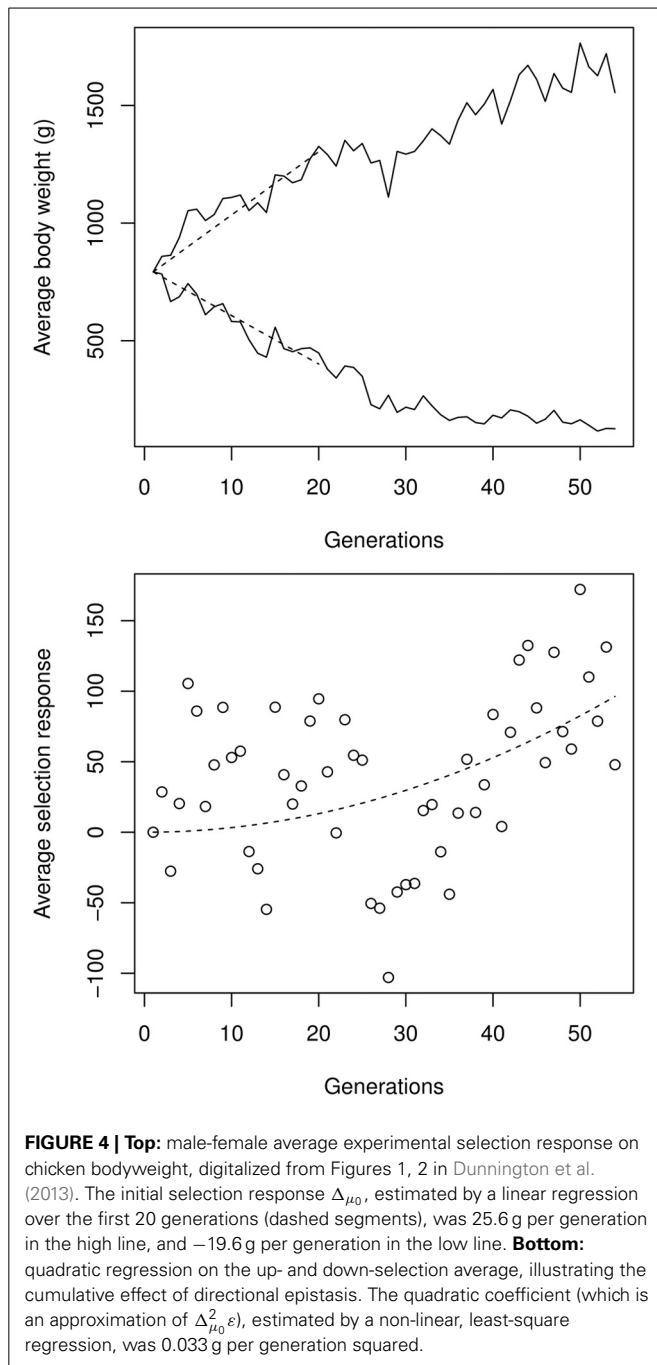 1500
1000
500
Average body weight (g)
0 10 20 30 40 50
Generations
150
100
50
0
−50
−100
Average selection response
0 10 20 30 40 50
Generations
FIGURE 4 | Top: male-female average experimental selection response on
chicken bodyweight, digitalized from Figures 1, 2 in Dunnington et al.
(2013). The initial selection response Δμ₀, estimated by a linear regression
over the first 20 generations (dashed segments), was 25.6 g per generation
in the high line, and −19.6 g per generation in the low line. Bottom:
quadratic regression on the up- and down-selection average, illustrating the
cumulative effect of directional epistasis. The quadratic coefficient (which is
an approximation of Δ²μ₀ε), estimated by a non-linear, least-square
regression, was 0.033 g per generation squared.